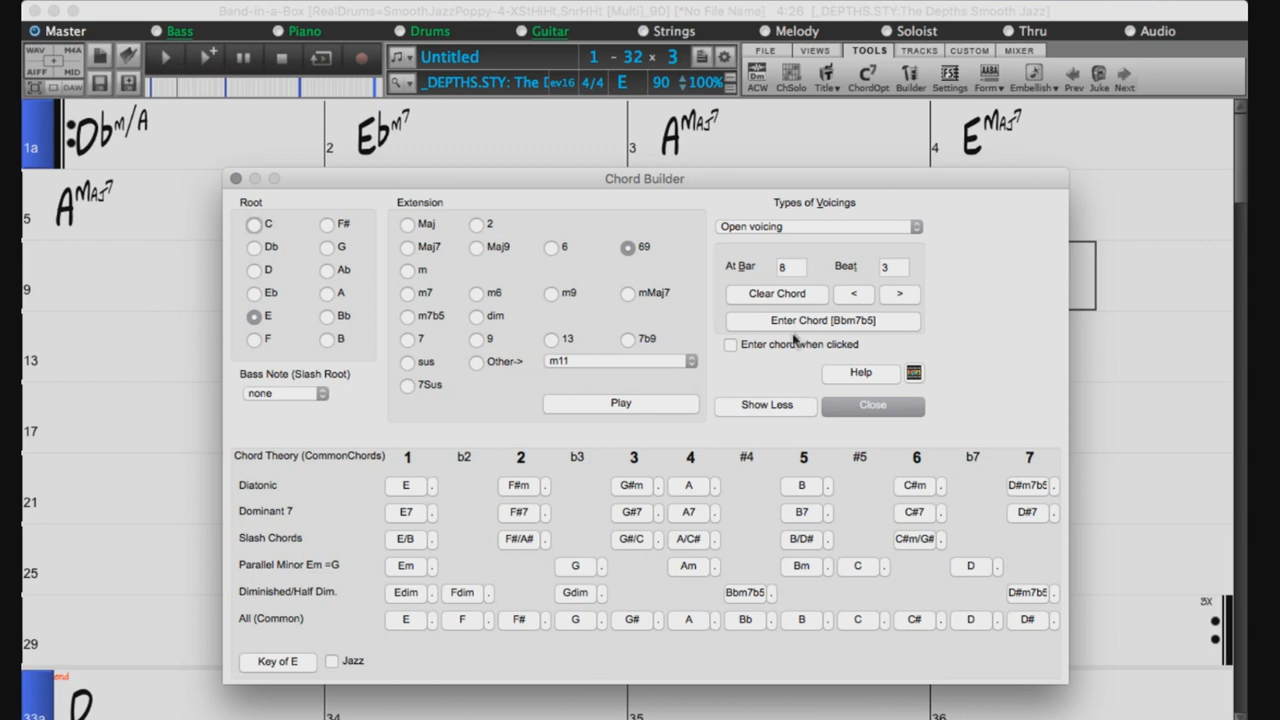 Band-in-a-Box [RealDrums=SmoothJazzPoppy-4-XStHiHt_SnrHHt [Multi]_90) [*No File Name] 4:26 [_DEPTHS.STY:The Depths Smooth Jazz]
Master Bass Piano Drums Guitar Strings Melody Soloist Thru Audio
WAV M4A
AIFF MID
DAW
Untitled 1 - 32 x 3
_DEPTHS.STY: The D ev16 4/4 E 90 100%
FILE VIEWS TOOLS TRACKS CUSTOM MIXER
ACW ChSolo Title ChordOpt Builder Settings Form Embellish Prev Juke Next
1a Dbm/A 2 Ebm7 3 AMaj7 4 EMaj7
5 AMaj7
9
13
17
21
25
3X
29
end
33a D 34 35 36
Chord Builder
Root Extension Types of Voicings
C F# Maj 2 Open voicing
Db G Maj7 Maj9 6 69
D Ab m At Bar 8 Beat 3
Eb A m7 m6 m9 mMaj7 Clear Chord < >
E Bb m7b5 dim Enter Chord [Bbm7b5]
F B 7 9 13 7b9 Enter chord when clicked
sus Other-> m11
Bass Note (Slash Root) Help
none 7Sus
Play Show Less Close
Chord Theory (CommonChords) 1 b2 2 b3 3 4 #4 5 #5 6 b7 7
Diatonic E . F#m . G#m . A . B . C#m . D#m7b5 .
Dominant 7 E7 . F#7 . G#7 . A7 . B7 . C#7 . D#7 .
Slash Chords E/B . F#/A# . G#/C . A/C# . B/D# . C#m/G# .
Parallel Minor Em =G Em . G . Am . Bm . C . D .
Diminished/Half Dim. Edim . Fdim . Gdim . Bbm7b5 . D#m7b5 .
All (Common) E . F . F# . G . G# . A . Bb . B . C . C# . D . D# .
Key of E Jazz